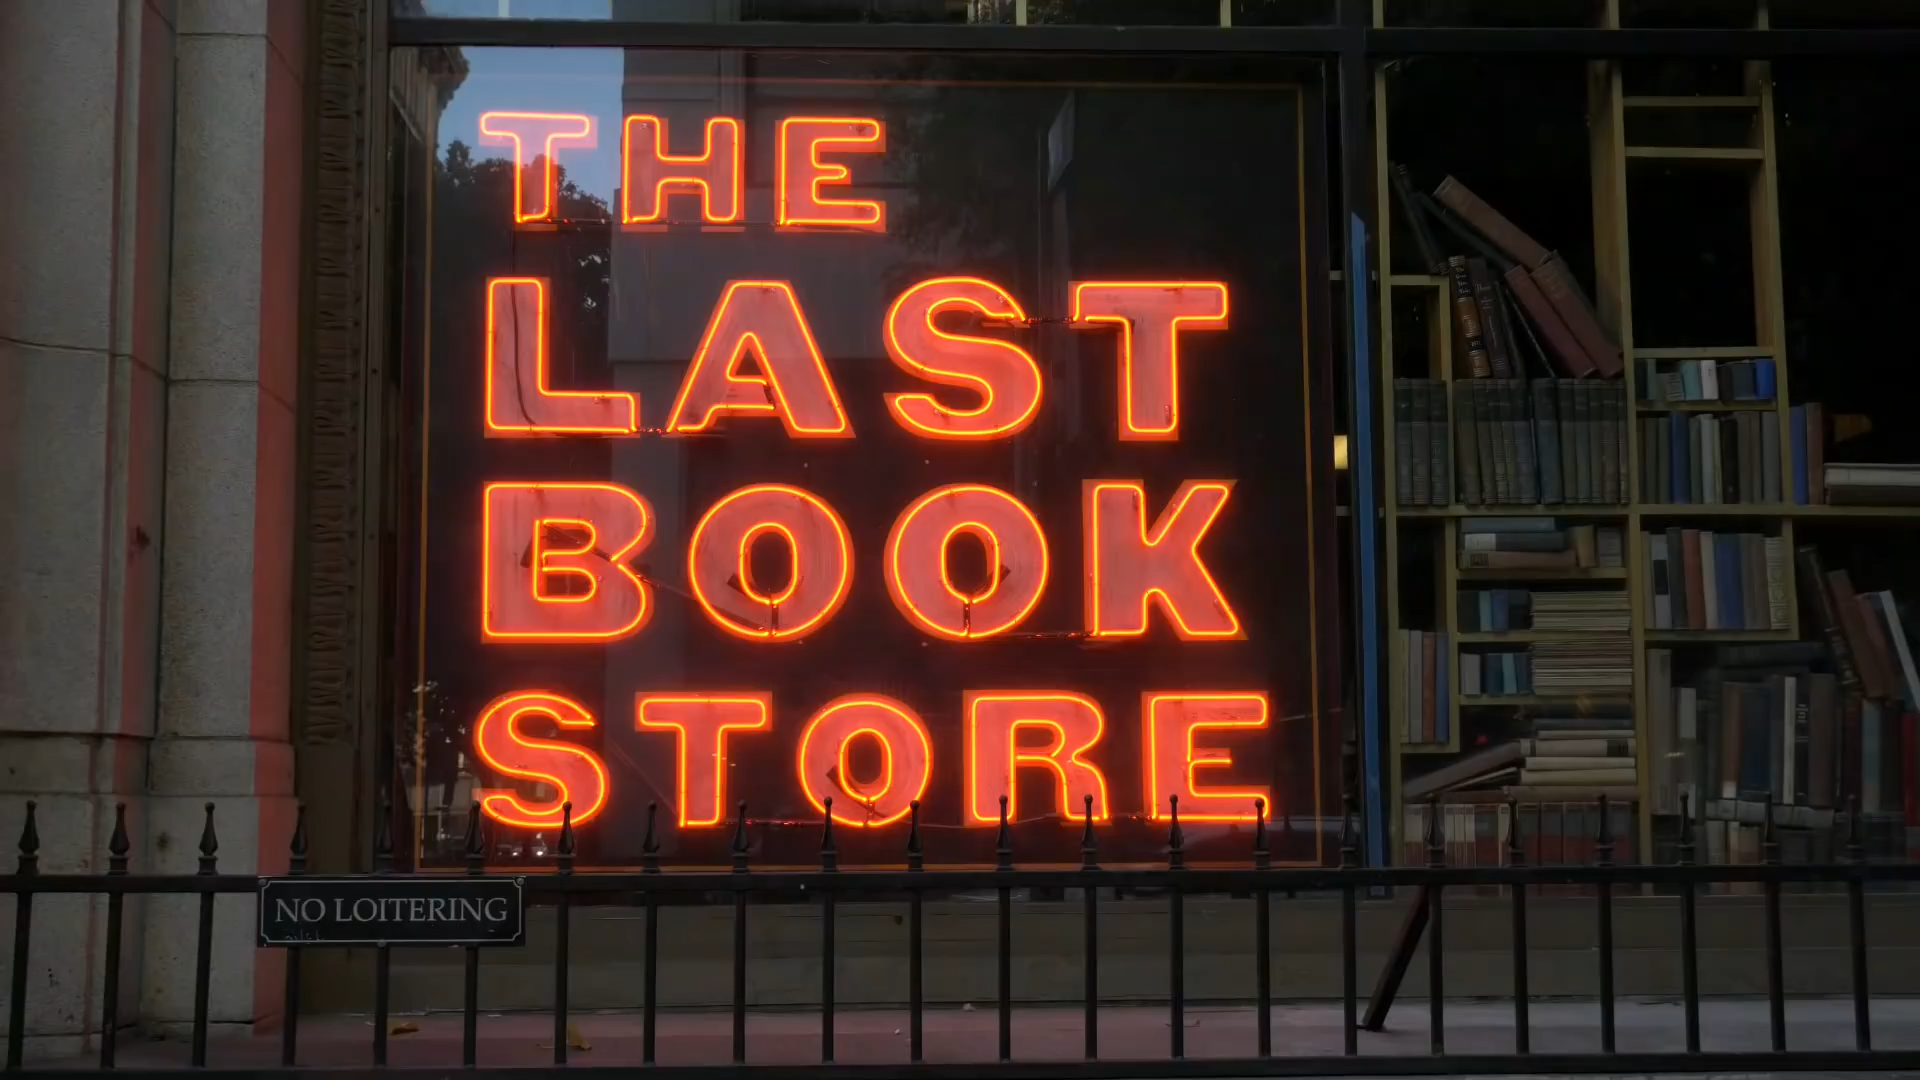 THE
LAST
BOOK
STORE
NO LOITERING